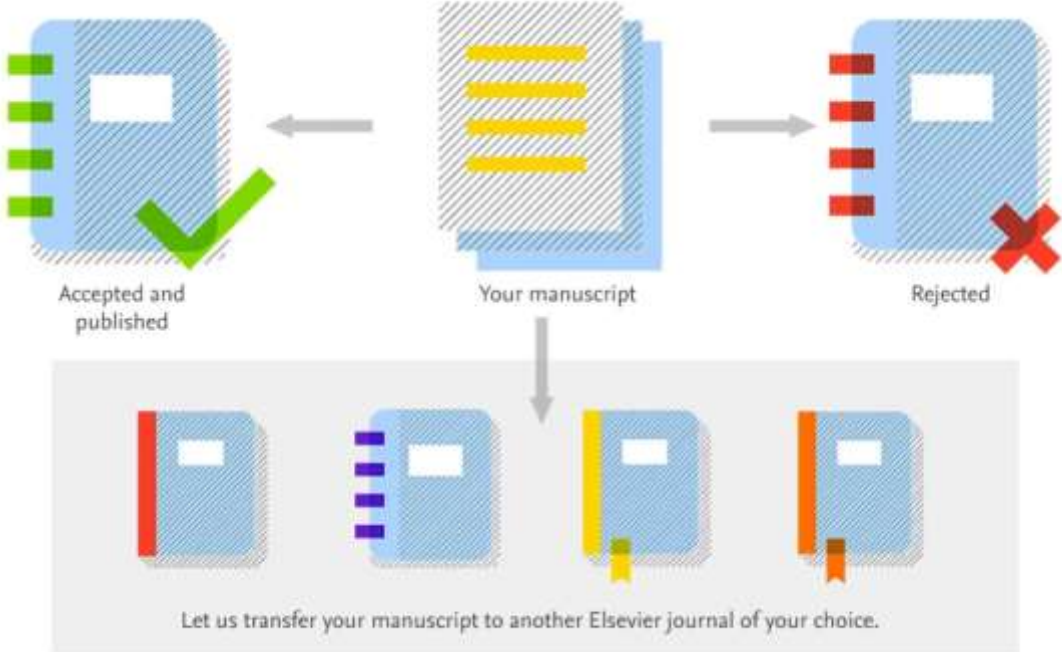 Accepted and
published
Your manuscript
Rejected
Let us transfer your manuscript to another Elsevier journal of your choice.